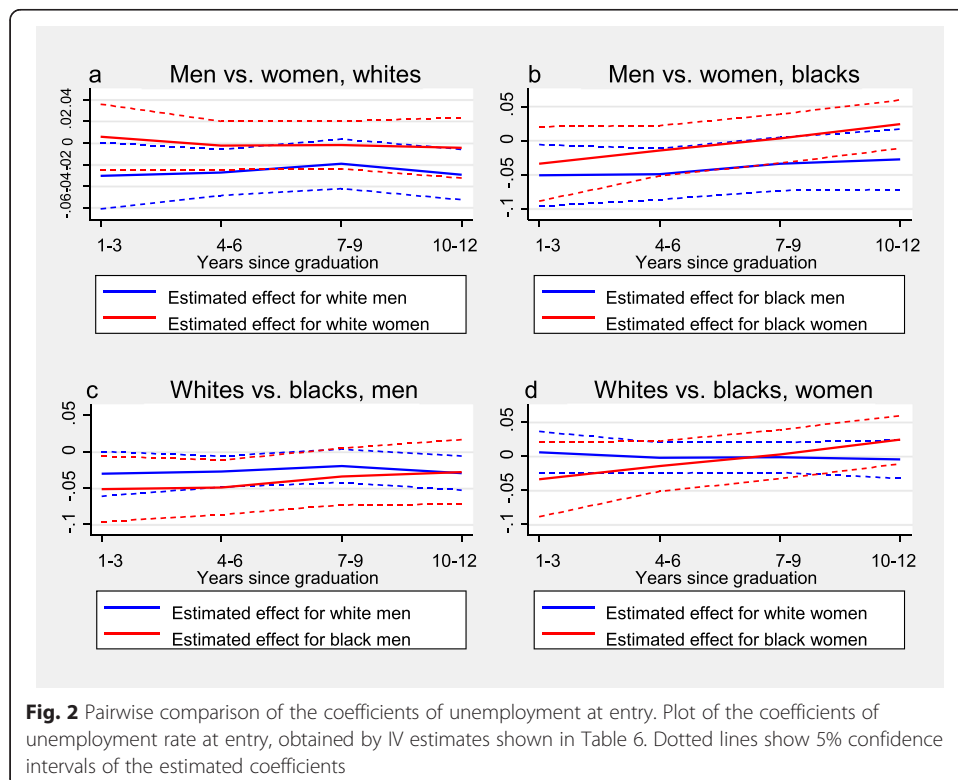 a Men vs. women, whites
.02.04
0
-.06-.04-.02
1-3 4-6 7-9 10-12
Years since graduation
Estimated effect for white men
Estimated effect for white women
b Men vs. women, blacks
.05
0
-.05
-.1
1-3 4-6 7-9 10-12
Years since graduation
Estimated effect for black men
Estimated effect for black women
c Whites vs. blacks, men
.05
0
-.05
-.1
1-3 4-6 7-9 10-12
Years since graduation
Estimated effect for white men
Estimated effect for black men
d Whites vs. blacks, women
.05
0
-.05
-.1
1-3 4-6 7-9 10-12
Years since graduation
Estimated effect for white women
Estimated effect for black women
Fig. 2 Pairwise comparison of the coefficients of unemployment at entry. Plot of the coefficients of
unemployment rate at entry, obtained by IV estimates shown in Table 6. Dotted lines show 5% confidence
intervals of the estimated coefficients